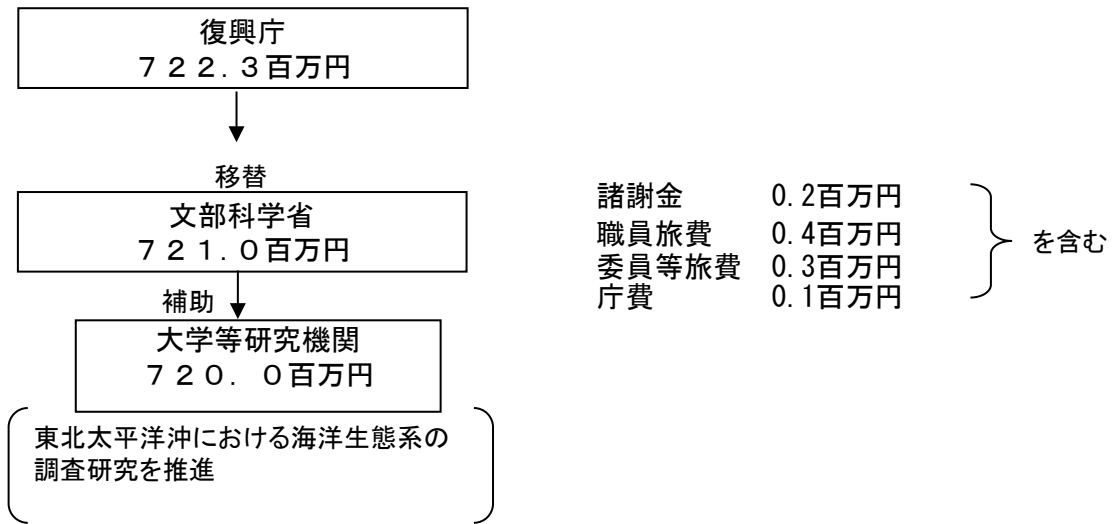 復興庁
７２２．３百万円
移替
文部科学省
７２１．０百万円
補助
大学等研究機関
７２０．０百万円
東北太平洋沖における海洋生態系の
調査研究を推進
諸謝金 0.2百万円
職員旅費 0.4百万円
委員等旅費 0.3百万円
庁費 0.1百万円
を含む